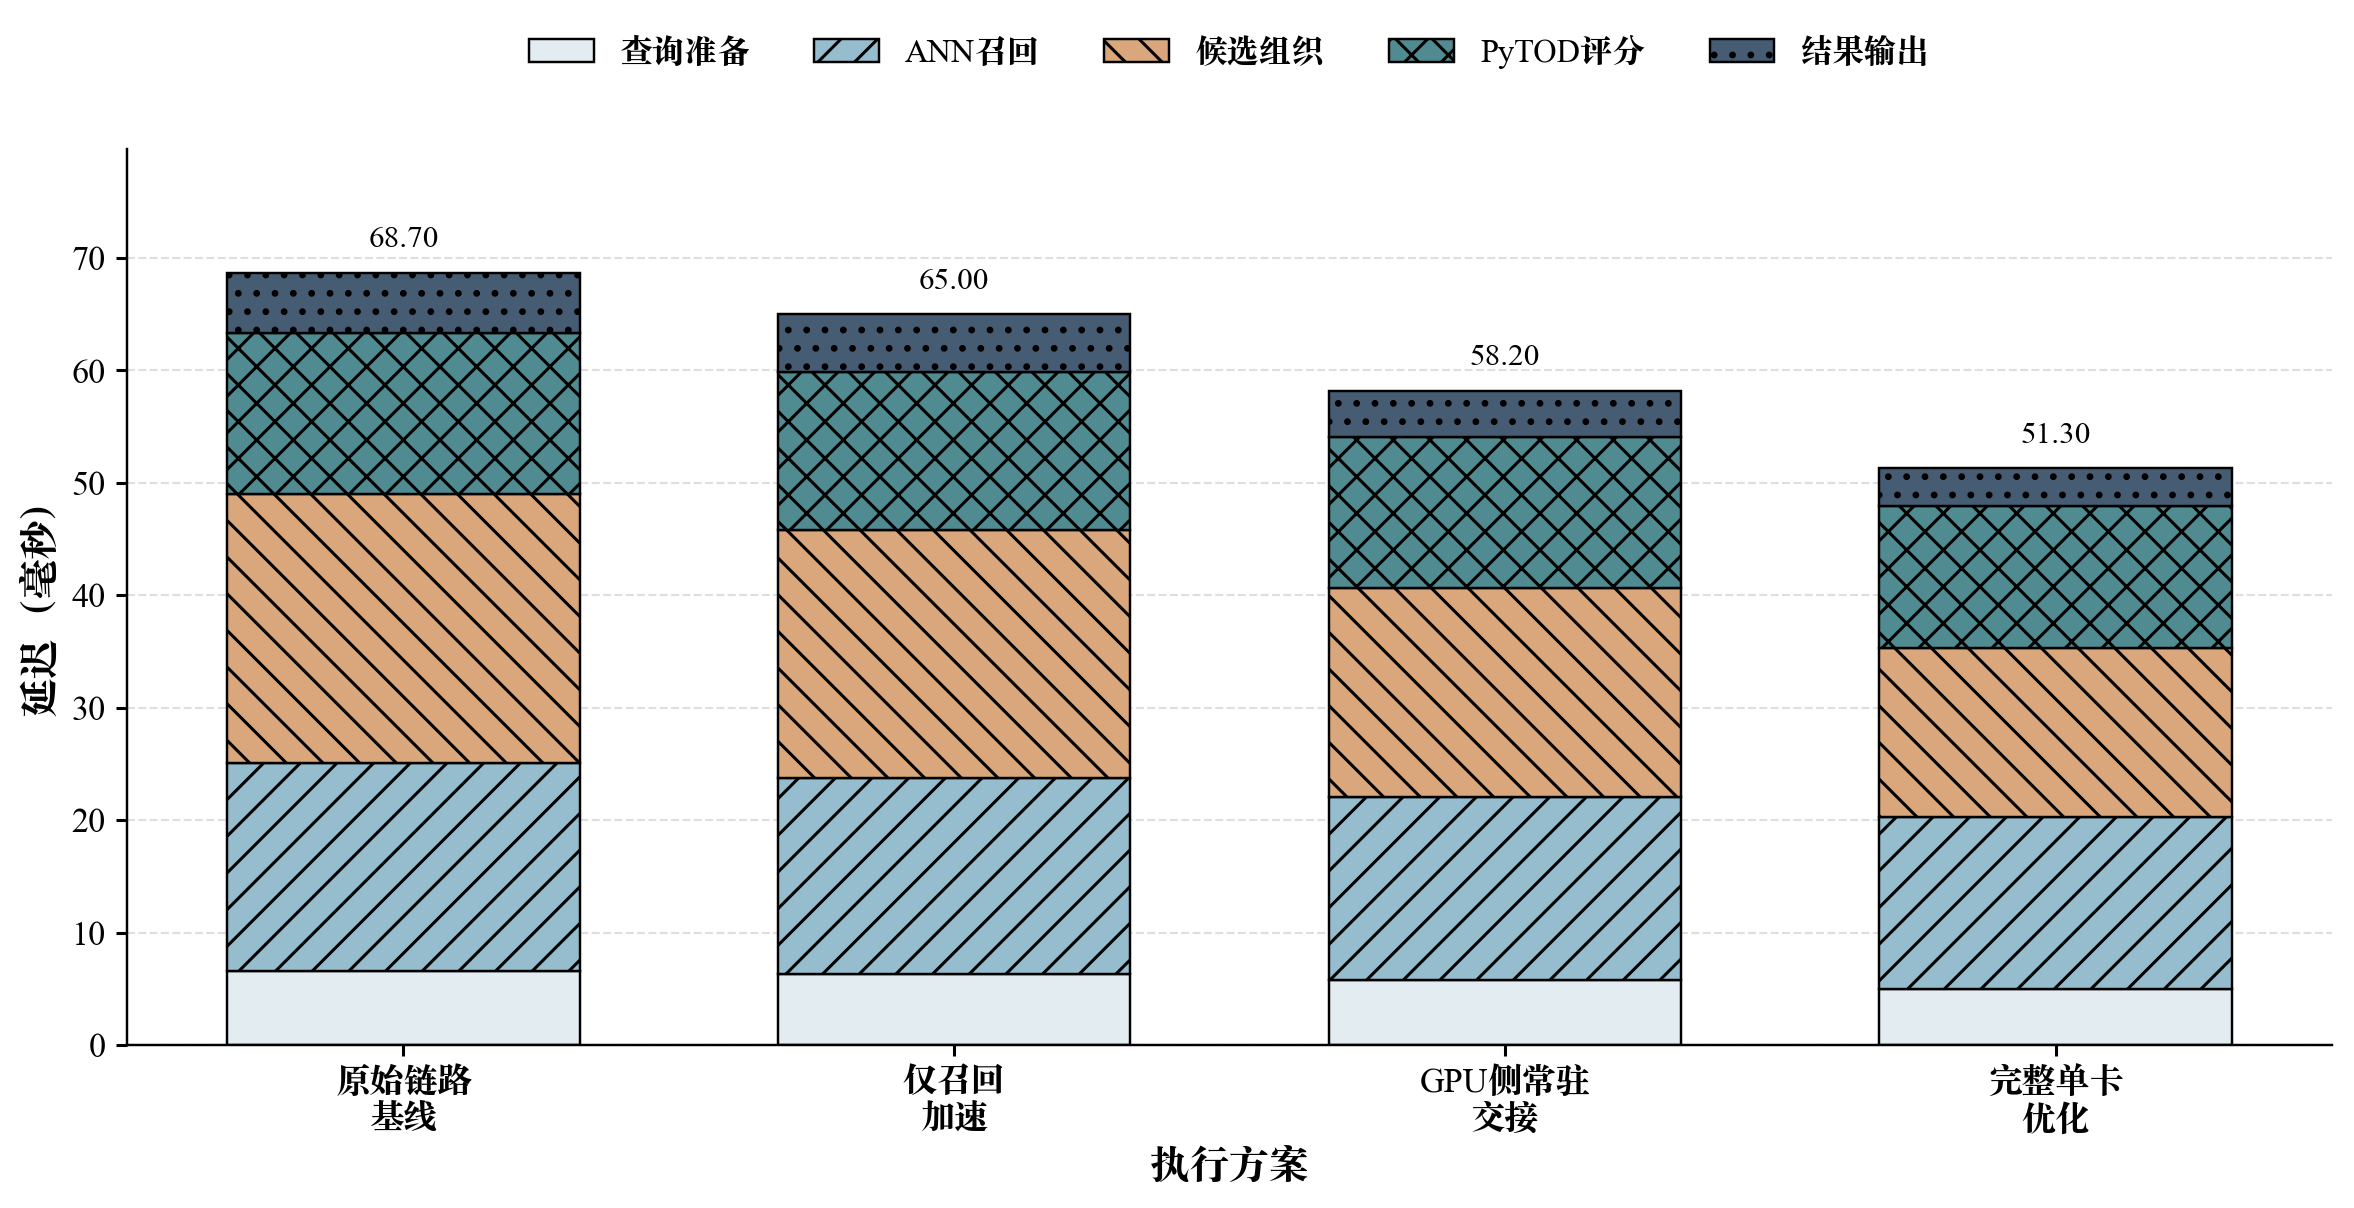 查询准备
ANN召回
候选组织
PyTOD评分
结果输出
延迟（毫秒）
70
60
50
40
30
20
10
0
68.70
65.00
58.20
51.30
原始链路
基线
仅召回
加速
GPU侧常驻
交接
完整单卡
优化
执行方案